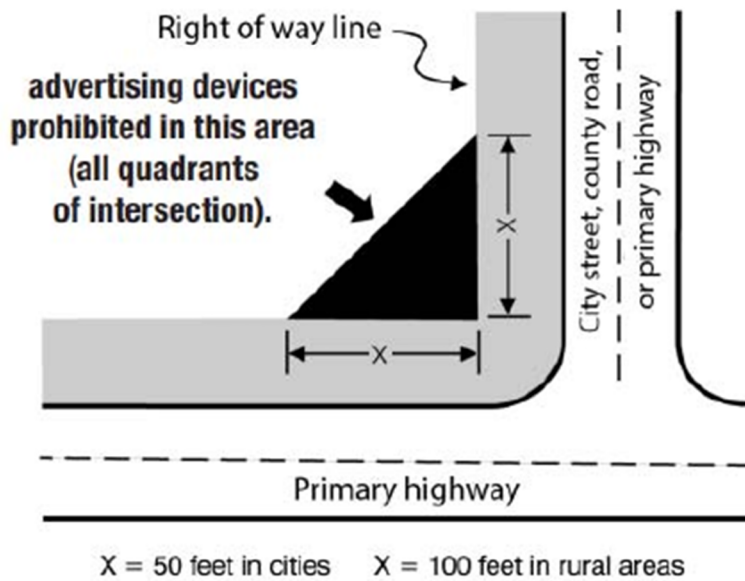 Right of way line
advertising devices
prohibited in this area
(all quadrants
of intersection).
X
X
City street, county road,
or primary highway
Primary highway
X = 50 feet in cities X = 100 feet in rural areas